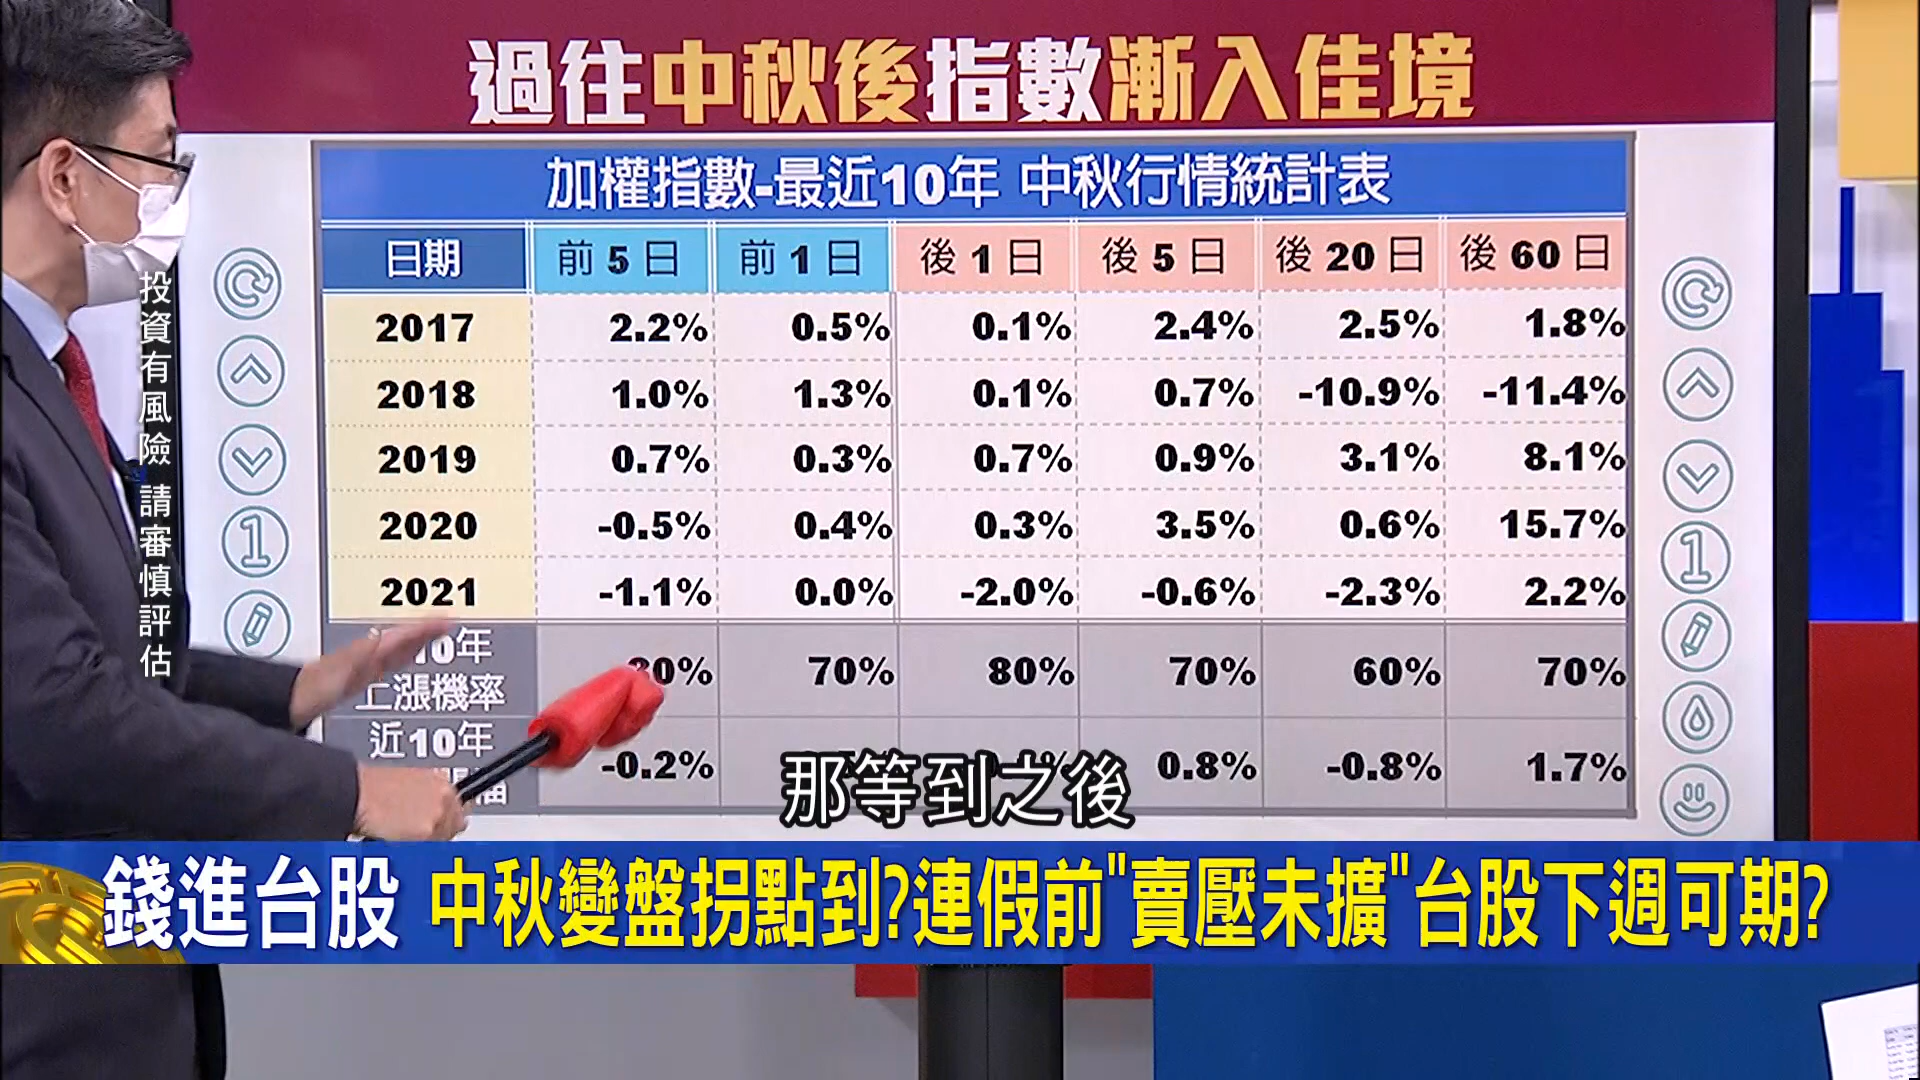 過往中秋後指數漸入佳境
加權指數-最近10年 中秋行情統計表
日期 前5日 前1日 後1日 後5日 後20日 後60日
2017 2.2% 0.5% 0.1% 2.4% 2.5% 1.8%
2018 1.0% 1.3% 0.1% 0.7% -10.9% -11.4%
2019 0.7% 0.3% 0.7% 0.9% 3.1% 8.1%
2020 -0.5% 0.4% 0.3% 3.5% 0.6% 15.7%
2021 -1.1% 0.0% -2.0% -0.6% -2.3% 2.2%
10年
上漲機率 70% 80% 70% 60% 70%
近10年
-0.2% 0.8% -0.8% 1.7%
投資有風險 請審慎評估
1
1
那等到之後
錢進台股 中秋變盤拐點到?連假前"賣壓未擴"台股下週可期?